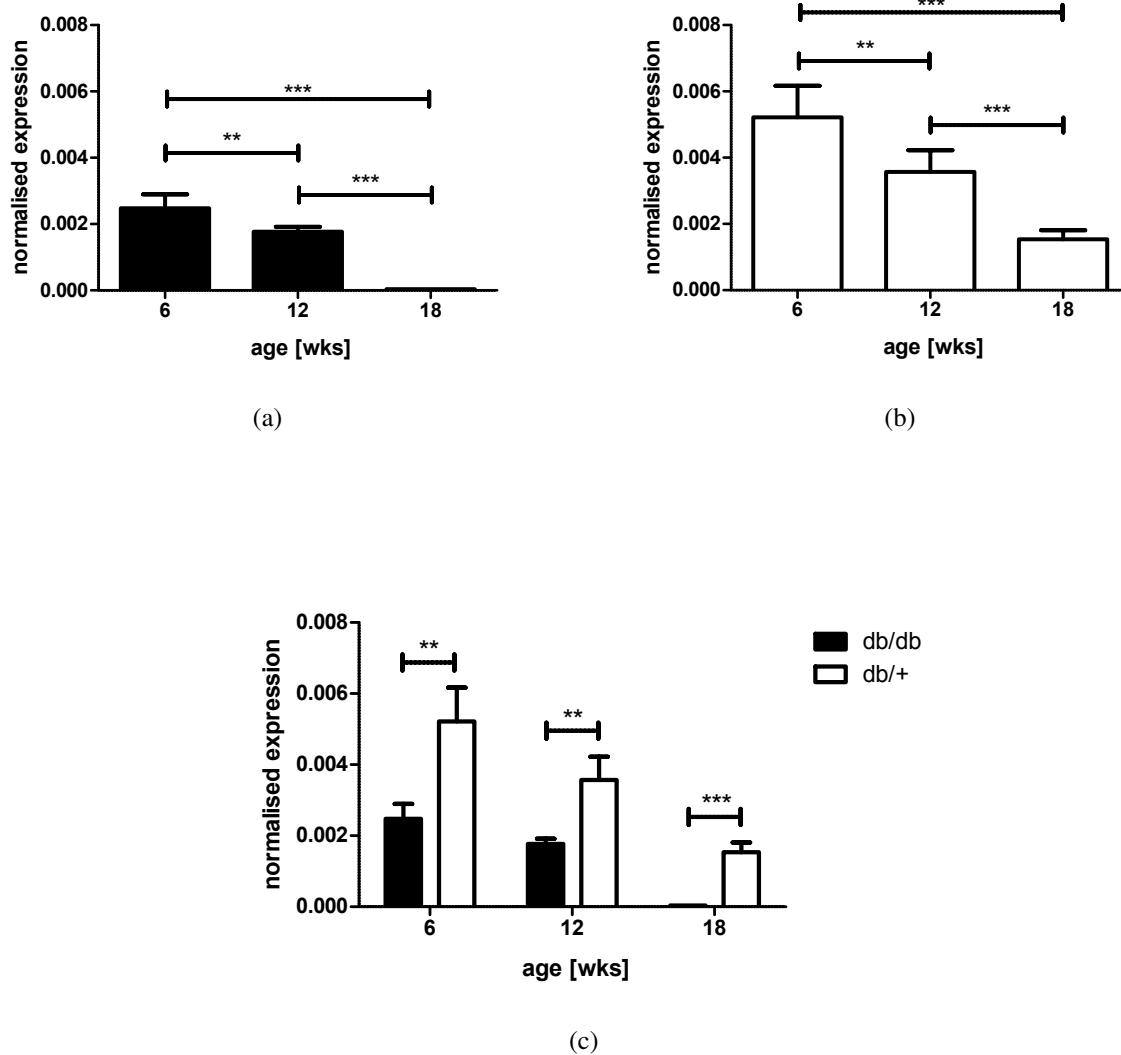 0.008
0.006
0.004
0.002
0.000
normalised expression
***
**
***
6 12 18
age [wks]
(a)
0.008
0.006
0.004
0.002
0.000
normalised expression
***
**
***
6 12 18
age [wks]
(b)
0.008
0.006
0.004
0.002
0.000
normalised expression
**
**
***
6 12 18
age [wks]
db/db
db/+
(c)